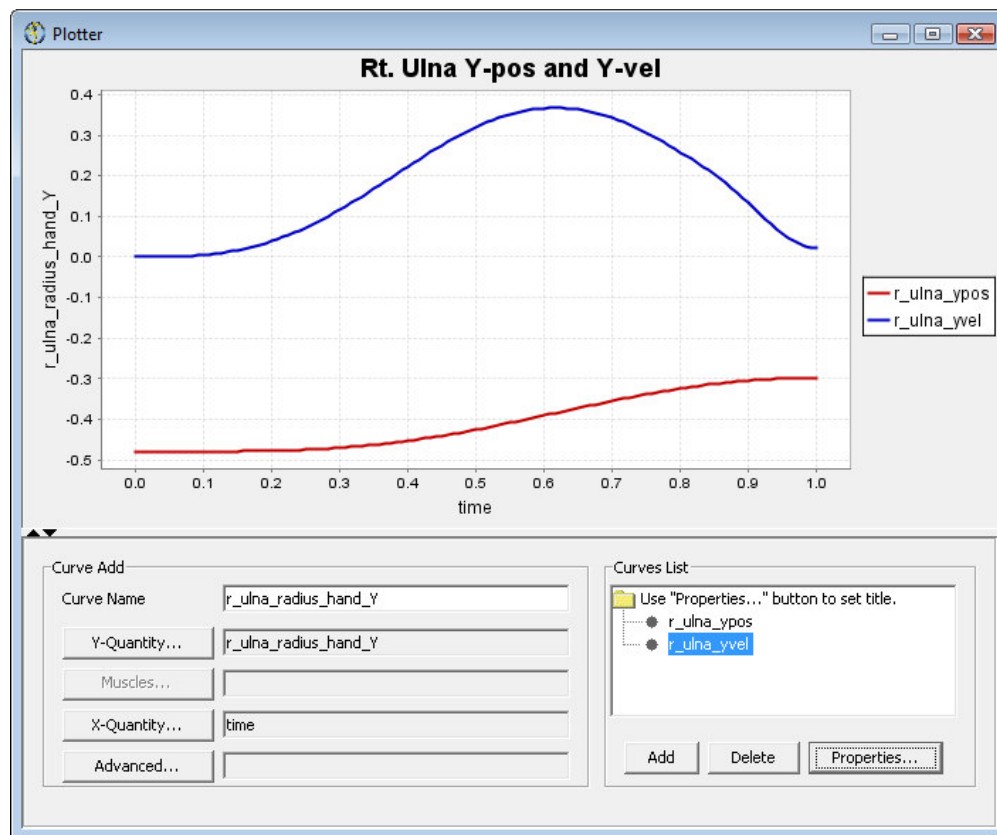 Plotter
Rt. Ulna Y-pos and Y-vel
0.4
0.3
0.2
0.1
0.0
-0.1
-0.2
-0.3
-0.4
-0.5
r_ulna_radius_hand_Y
0.0 0.1 0.2 0.3 0.4 0.5 0.6 0.7 0.8 0.9 1.0
time
r_ulna_ypos
r_ulna_yvel
Curve Add
Curve Name r_ulna_radius_hand_Y
Y-Quantity... r_ulna_radius_hand_Y
Muscles...
X-Quantity... time
Advanced...
Curves List
Use "Properties..." button to set title.
r_ulna_ypos
r_ulna_yvel
Add Delete Properties...